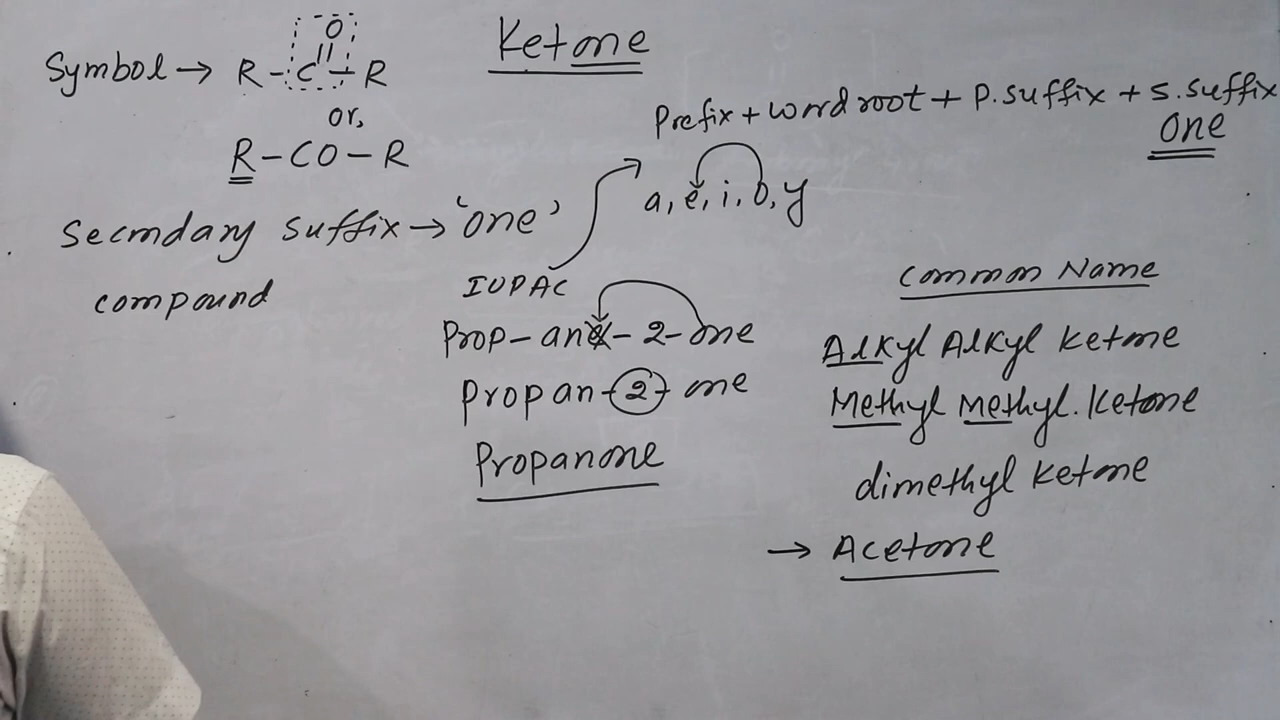 Ketone
O
||
Symbol → R - C - R
or,
R - CO - R
Prefix + word root + P. suffix + S. suffix
one
a, e, i, o, y
Secondary suffix → 'one'
compound
IUPAC
Prop - ane - 2 - one
Propan - 2 - one
Propanone
Common Name
Alkyl Alkyl Ketone
Methyl Methyl. Ketone
dimethyl Ketone
→ Acetone